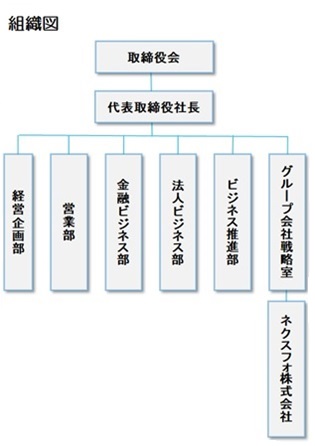 組織図
取締役会
代表取締役社長
経営企画部
営業部
金融ビジネス部
法人ビジネス部
ビジネス推進部
グループ会社戦略室
ネクスフォ株式会社